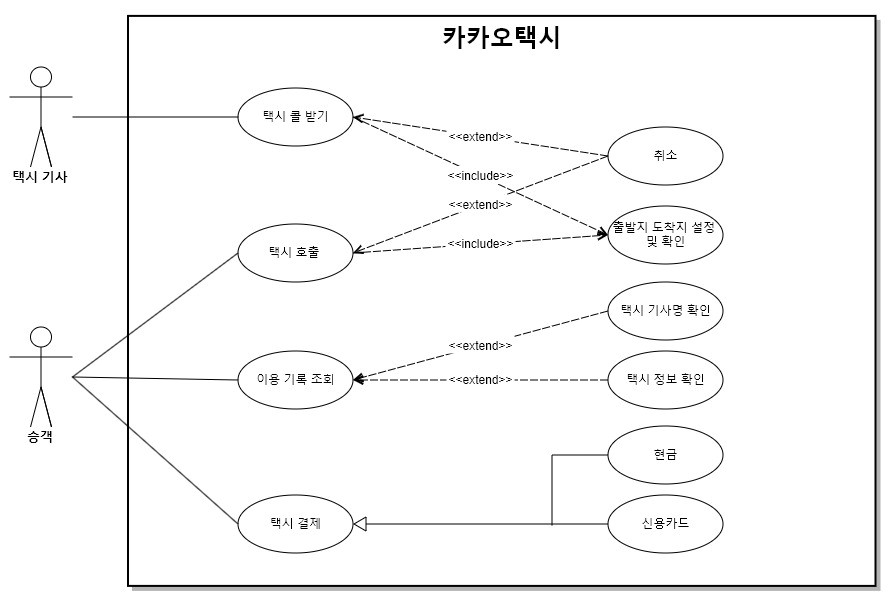 카카오택시
택시 기사
택시 콜 받기
<<extend>>
취소
<<include>>
<<extend>>
출발지 도착지 설정
및 확인
택시 호출
<<include>>
택시 기사명 확인
<<extend>>
승객
이용 기록 조회
<<extend>>
택시 정보 확인
현금
택시 결제
신용카드